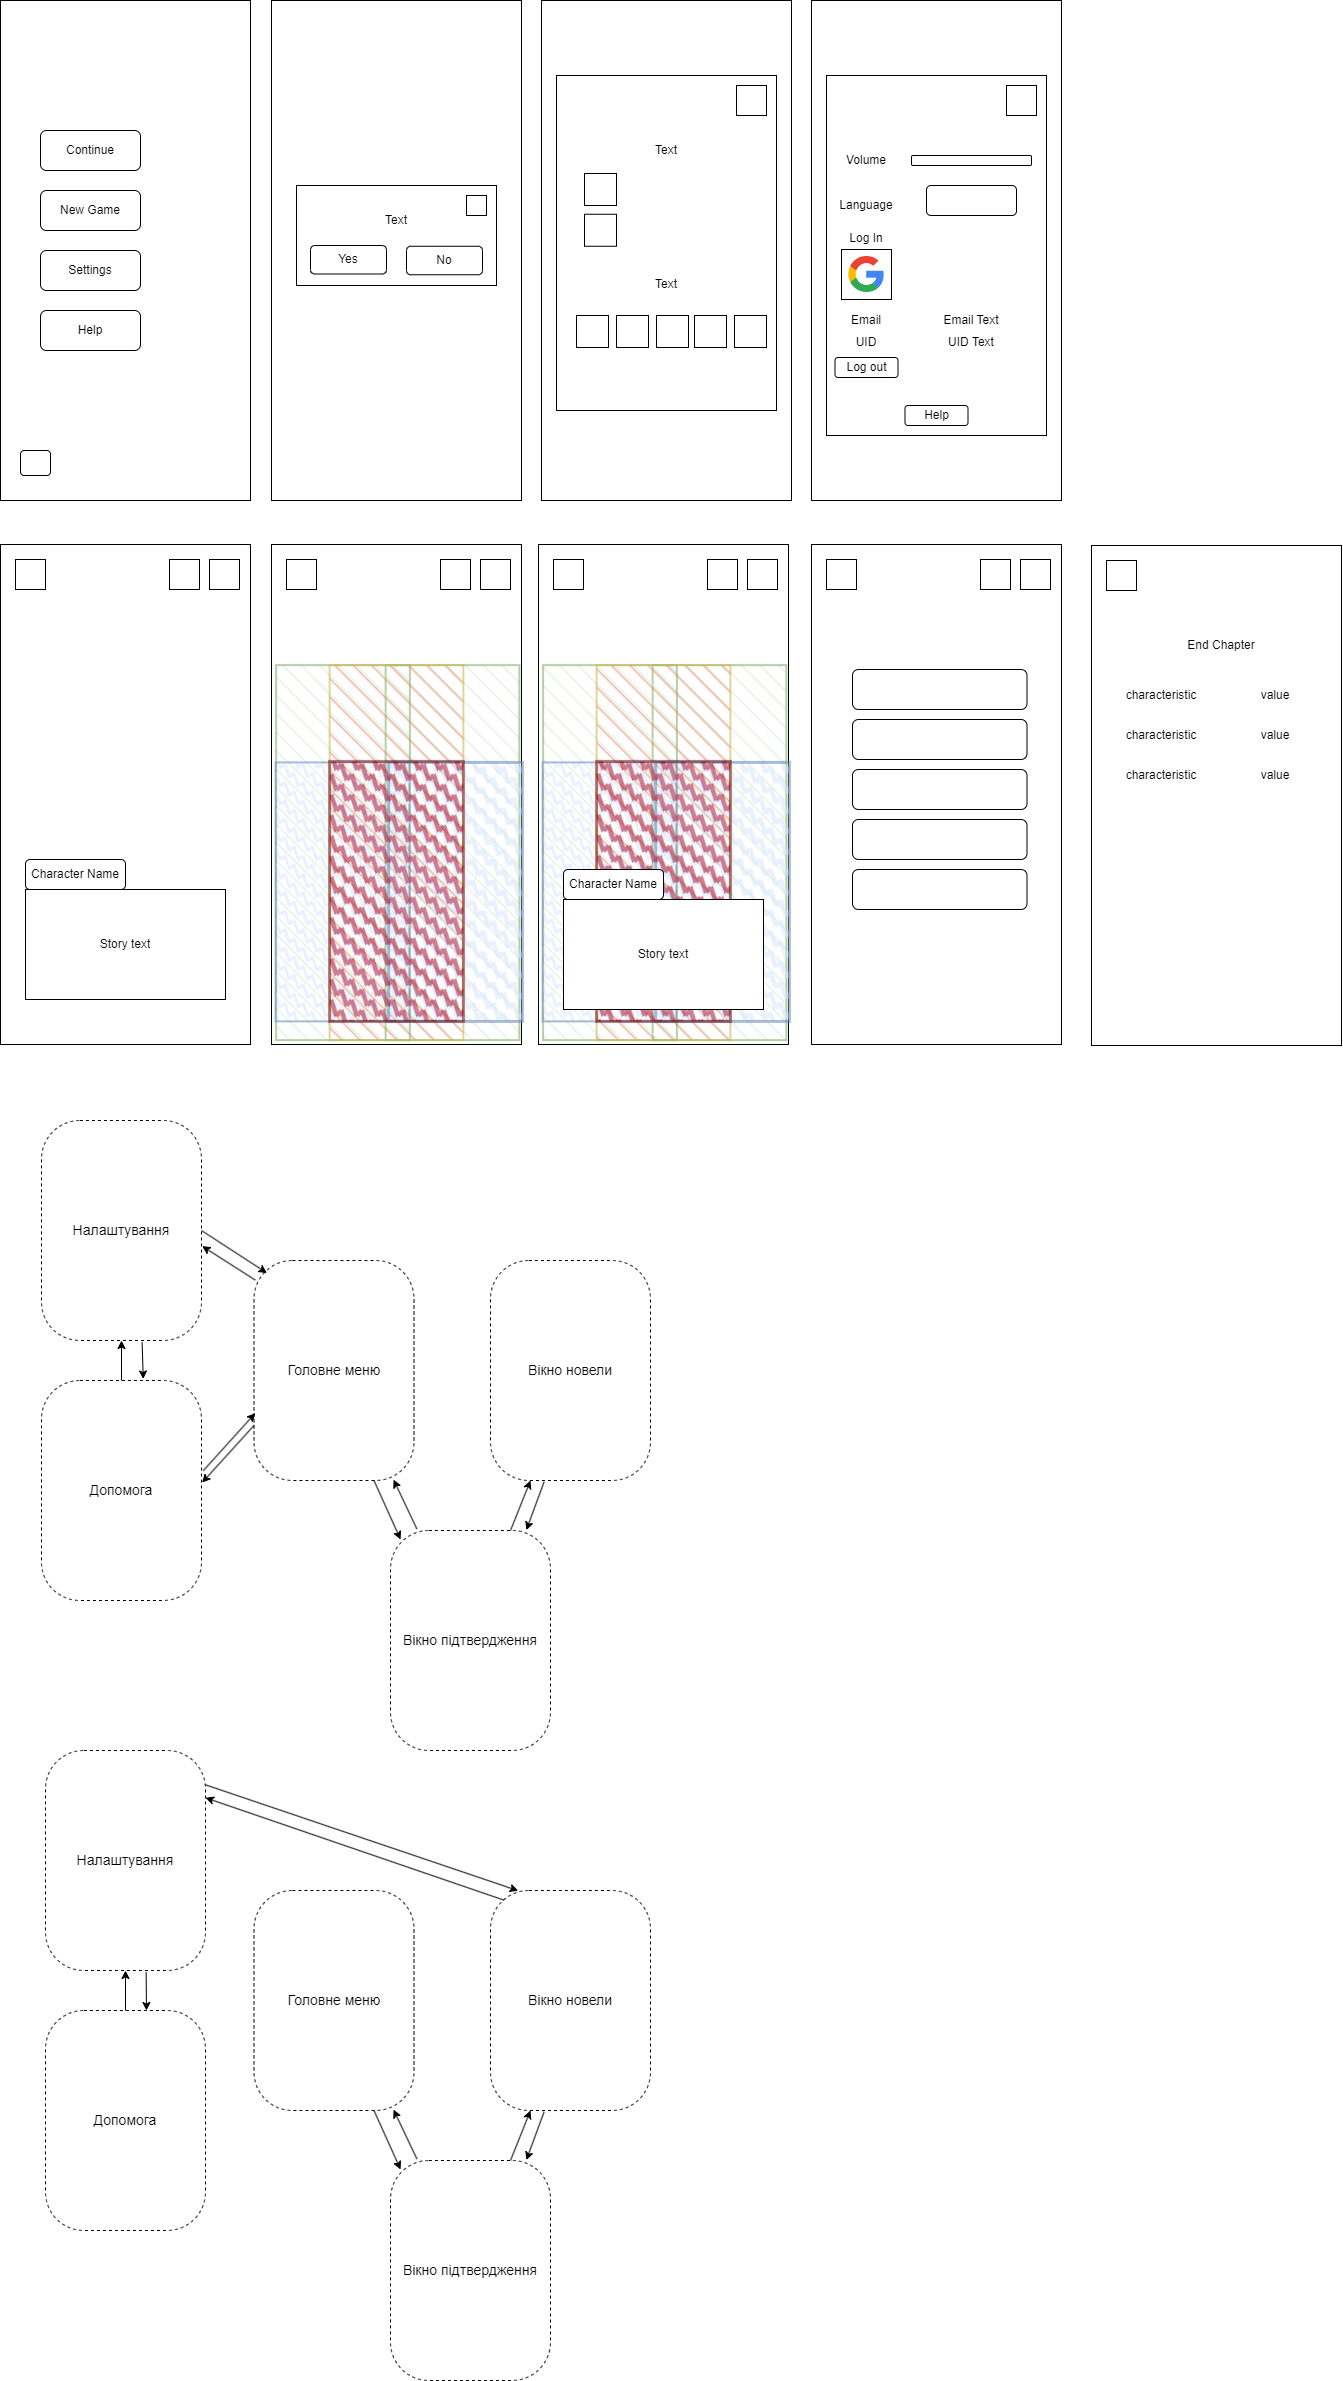 Continue
New Game
Settings
Help
Text
Yes
No
Text
Text
Volume
Language
Log In
Email
Email Text
UID
UID Text
Log out
Help
Character Name
Story text
Character Name
Story text
End Chapter
characteristic
value
characteristic
value
characteristic
value
Налаштування
Головне меню
Вікно новели
Допомога
Вікно підтвердження
Налаштування
Головне меню
Вікно новели
Допомога
Вікно підтвердження